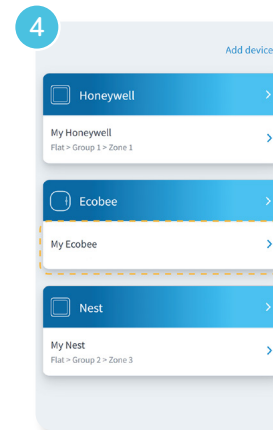 4
Add device
Honeywell
My Honeywell
Flat > Group 1 > Zone 1
Ecobee
My Ecobee
Nest
My Nest
Flat > Group 2 > Zone 3